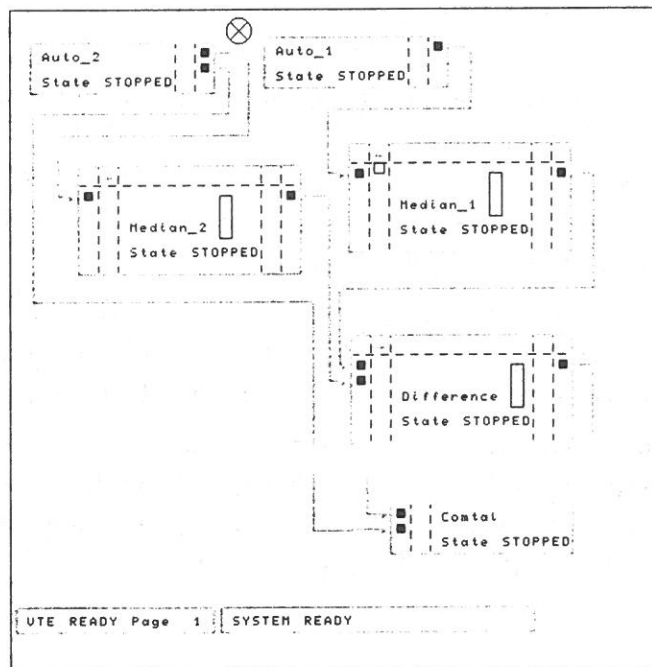 Auto_2
State STOPPED
Auto_1
State STOPPED
Median_2
State STOPPED
Median_1
State STOPPED
Difference
State STOPPED
Comtal
State STOPPED
VTE READY Page 1
SYSTEM READY